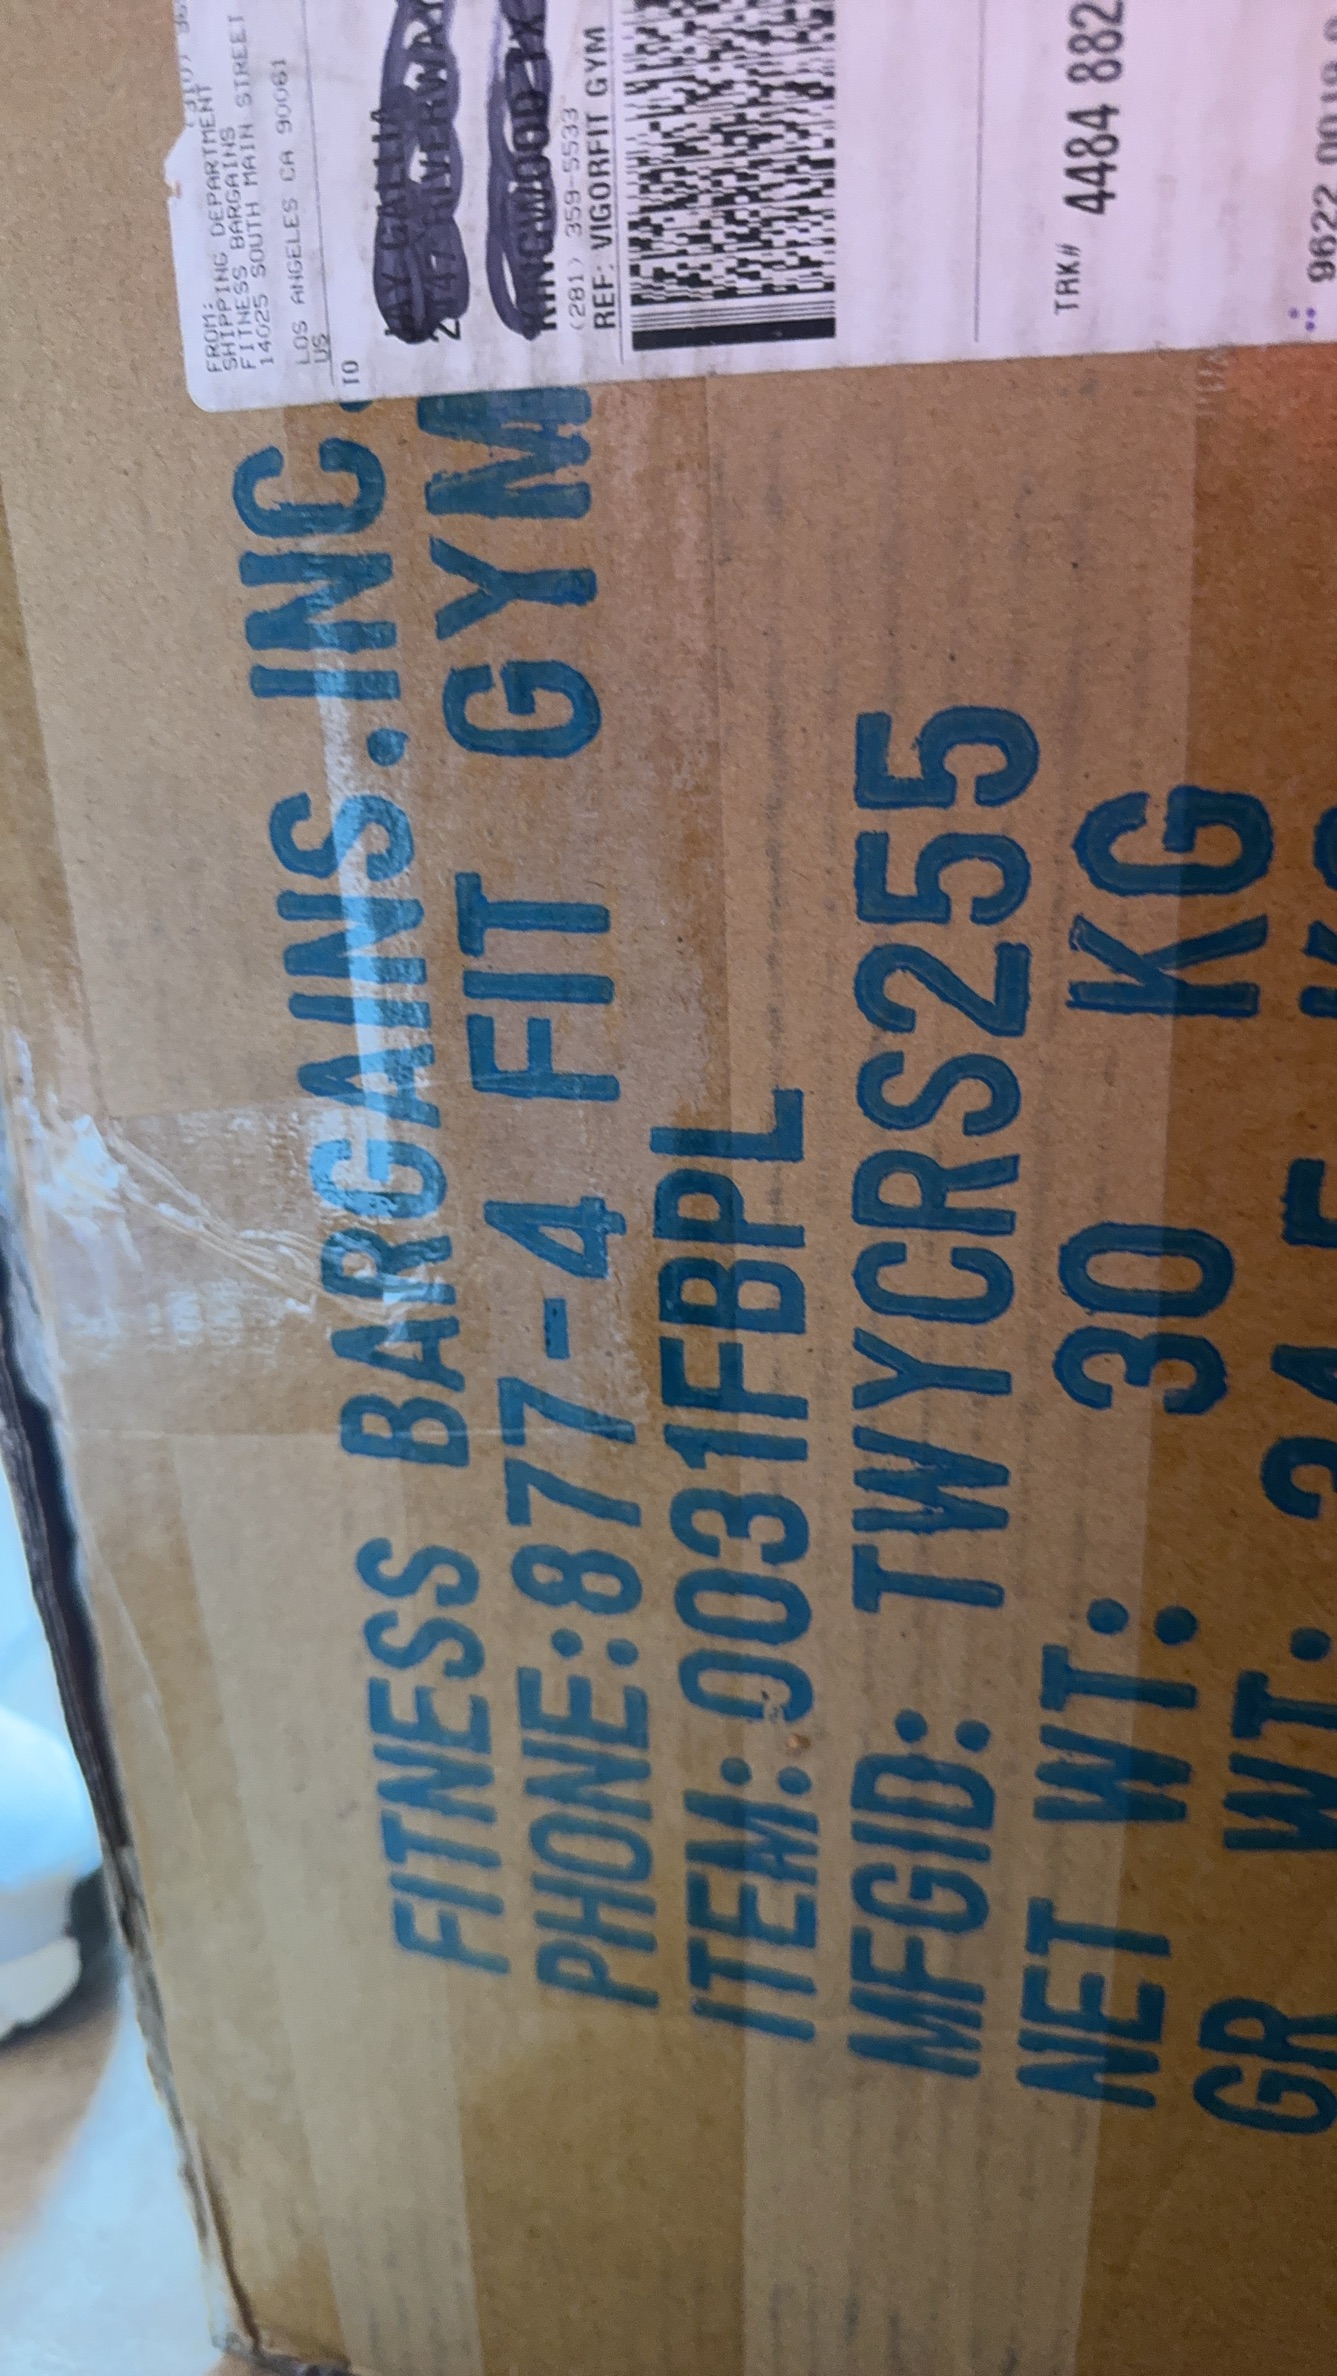 FROM:
SHIPPING DEPARTMENT
FITNESS BARGAINS
14025 SOUTH MAIN STREET
LOS ANGELES CA 90061
US
TO
(281) 359-5533
REF: VIGORFIT GYM
TRK# 4484 882
9622
FITNESS BARGAINS.INC.
PHONE:877-4 FIT GYM
ITEM:0031FBPL
MFGID: TWYCRS255
NET WT: 30 KG
GR WT: